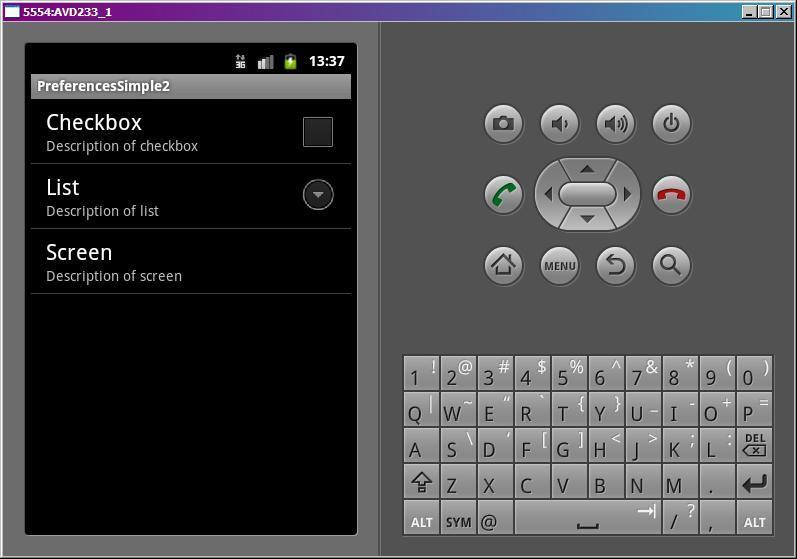 5554:AVD233_1
3G 13:37
PreferencesSimple2
Checkbox
Description of checkbox
List
Description of list
Screen
Description of screen
MENU
1 ! 2 @ 3 # 4 $ 5 % 6 ^ 7 & 8 * 9 ( 0 )
Q | W ~ E “ R ` T { Y } U _ I - O + P =
A S \ D ‘ F [ G ] H < J > K ; L : DEL
Z X C V B N M .
ALT SYM @ / ? , ALT